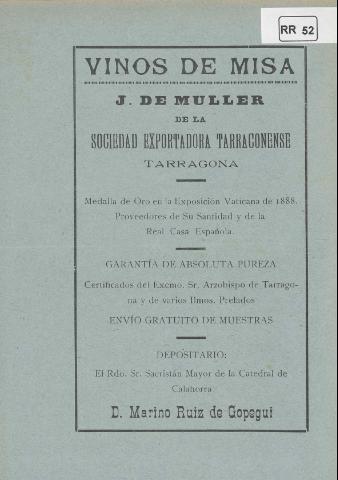 RR 52
VINOS DE MISA
J. DE MULLER
DE LA
SOCIEDAD EXPORTADORA TARRACONENSE
TARRAGONA
Medalla de Oro en la Exposición Vaticana de 1888.
Proveedores de Su Santidad y de la
Real Casa Española.
GARANTÍA DE ABSOLUTA PUREZA
Certificados del Excmo. Sr. Arzobispo de Tarrago-
na y de varios Ilmos. Prelados
ENVÍO GRATUITO DE MUESTRAS
DEPOSITARIO:
El Rdo. Sr. Sacristán Mayor de la Catedral de
Calahorra
D. Marino Ruiz de Gopegui